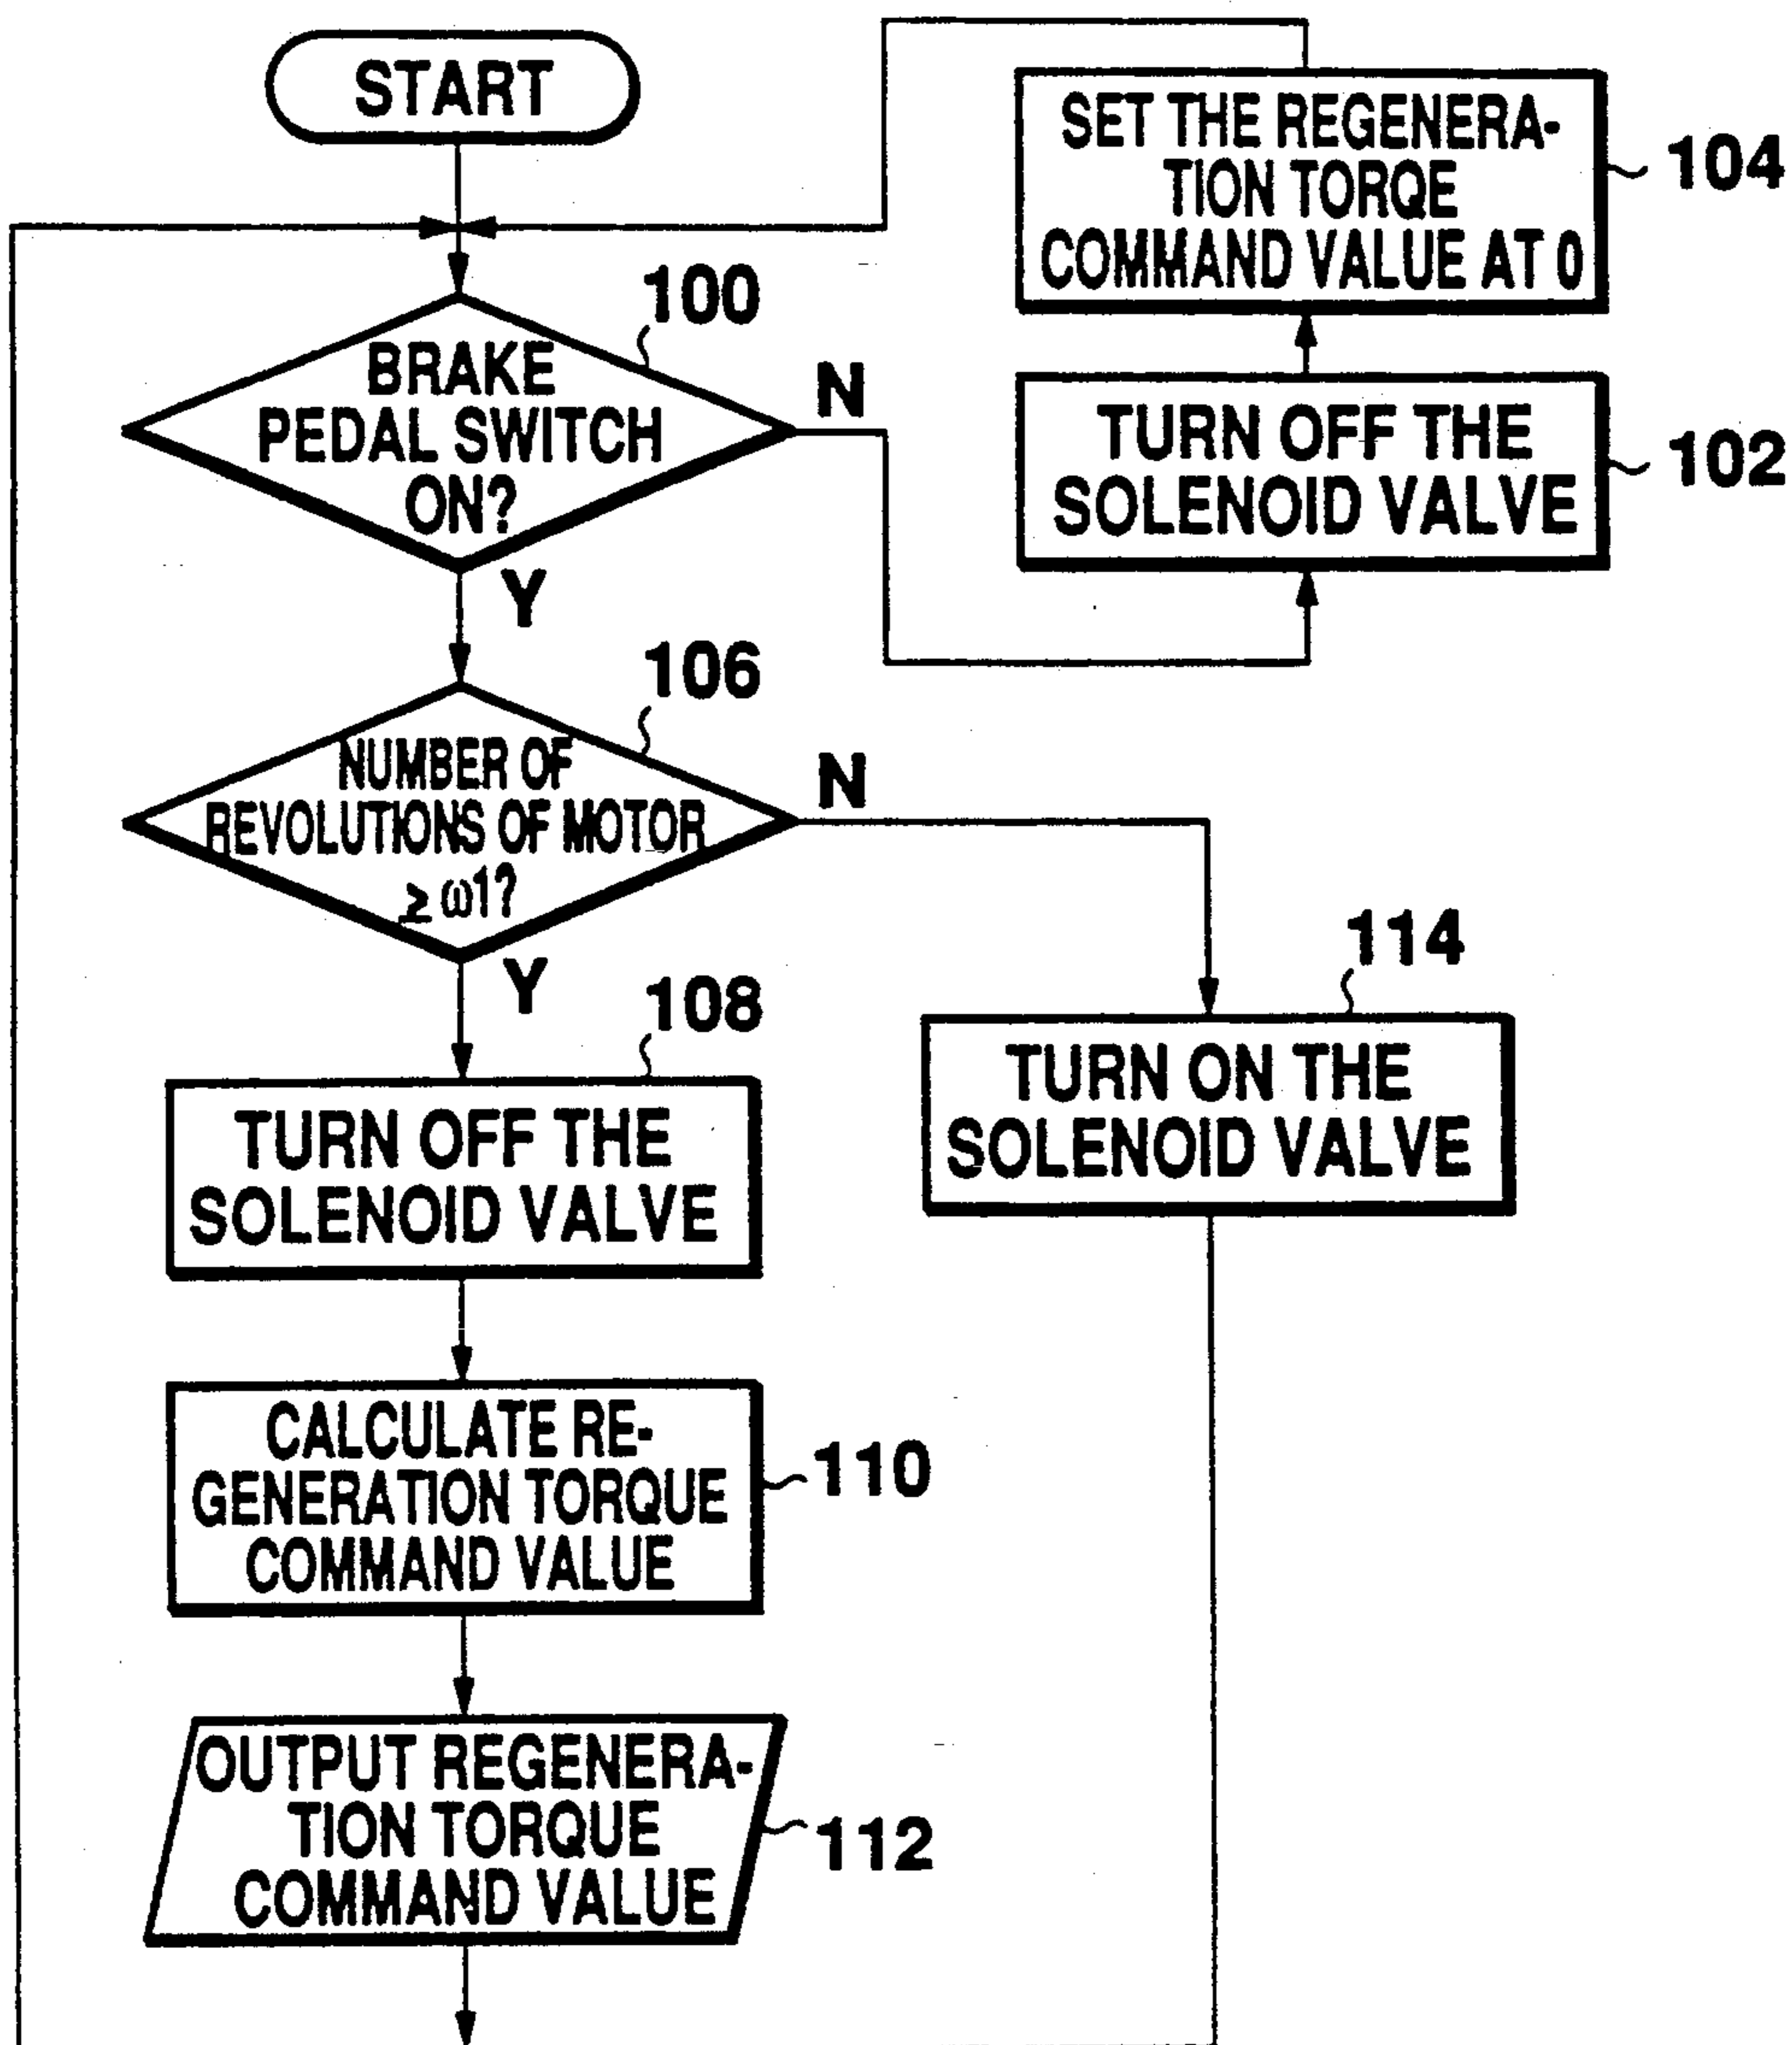 START
SET THE REGENERA-
TION TORQE
COMMAND VALUE AT 0
104
100
BRAKE
PEDAL SWITCH
ON?
N
Y
TURN OFF THE
SOLENOID VALVE
102
106
NUMBER OF
REVOLUTIONS OF MOTOR
≥ ω1?
N
Y
108
TURN OFF THE
SOLENOID VALVE
114
TURN ON THE
SOLENOID VALVE
CALCULATE RE-
GENERATION TORQUE
COMMAND VALUE
110
OUTPUT REGENERA-
TION TORQUE
COMMAND VALUE
112